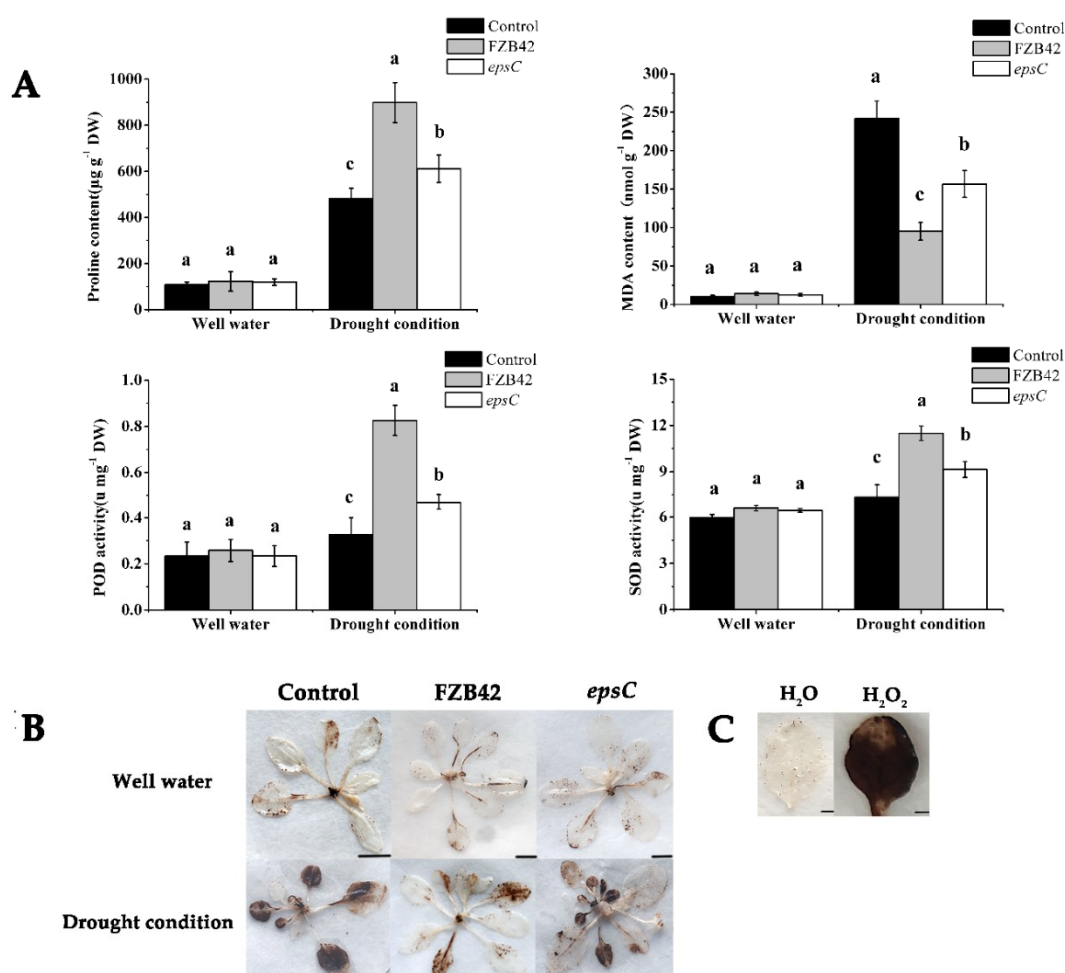 A
Control
FZB42
epsC
Proline content(µg g-1 DW)
1000
800
600
400
200
0
a
a
a
c
a
b
Well water
Drought condition
Control
FZB42
epsC
MDA content (nmol g-1 DW)
300
250
200
150
100
50
0
a
a
a
a
c
b
Well water
Drought condition
Control
FZB42
epsC
POD activity(u mg-1 DW)
1.0
0.8
0.6
0.4
0.2
0.0
a
a
a
c
a
b
Well water
Drought condition
Control
FZB42
epsC
SOD activity(u mg-1 DW)
15
12
9
6
3
0
a
a
a
c
a
b
Well water
Drought condition
B
Control FZB42 epsC
Well water
Drought condition
C
H2O H2O2